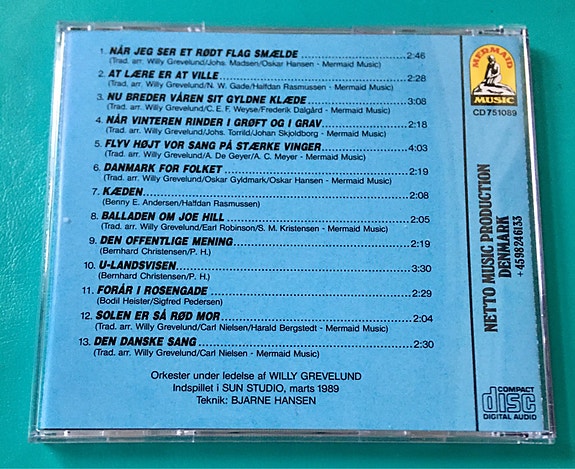 1. NÅR JEG SER ET RØDT FLAG SMÆLDE 2:46
(Trad. arr. Willy Grevelund/Johs. Madsen/Oskar Hansen - Mermaid Music)
2. AT LÆRE ER AT VILLE 2:28
(Trad. arr. Willy Grevelund/N. W. Gade/Halfdan Rasmussen - Mermaid Music)
3. NU BREDER VÅREN SIT GYLDNE KLÆDE 3:08
(Trad. arr. Willy Grevelund/C. E. F. Weyse/Frederik Dalgård - Mermaid Music)
4. NÅR VINTEREN RINDER I GRØFT OG I GRAV 2:18
(Trad. arr. Willy Grevelund/Johs. Torrild/Johan Skjoldborg - Mermaid Music)
5. FLYV HØJT VOR SANG PÅ STÆRKE VINGER 4:03
(Trad. arr. Willy Grevelund/A. De Geyer/A. C. Meyer - Mermaid Music)
6. DANMARK FOR FOLKET 2:19
(Trad. arr. Willy Grevelund/Oskar Gyldmark/Oskar Hansen - Mermaid Music)
7. KÆDEN 2:08
(Benny E. Andersen/Halfdan Rasmussen)
8. BALLADEN OM JOE HILL 2:05
(Trad. arr. Willy Grevelund/Earl Robinson/S. M. Kristensen - Mermaid Music)
9. DEN OFFENTLIGE MENING 2:19
(Bernhard Christensen/P. H.)
10. U-LANDSVISEN 3:30
(Bernhard Christensen/P. H.)
11. FORÅR I ROSENGADE 2:29
(Bodil Heister/Sigfred Pedersen)
12. SOLEN ER SÅ RØD MOR 2:04
(Trad. arr. Willy Grevelund/Carl Nielsen/Harald Bergstedt - Mermaid Music)
13. DEN DANSKE SANG 2:30
(Trad. arr. Willy Grevelund/Carl Nielsen - Mermaid Music)
Orkester under ledelse af WILLY GREVELUND
Indspillet i SUN STUDIO, marts 1989
Teknik: BJARNE HANSEN
MERMAID
MUSIC
CD 751089
NETTO MUSIC PRODUCTION
DENMARK
+4598246133
COMPACT
disc
DIGITAL AUDIO